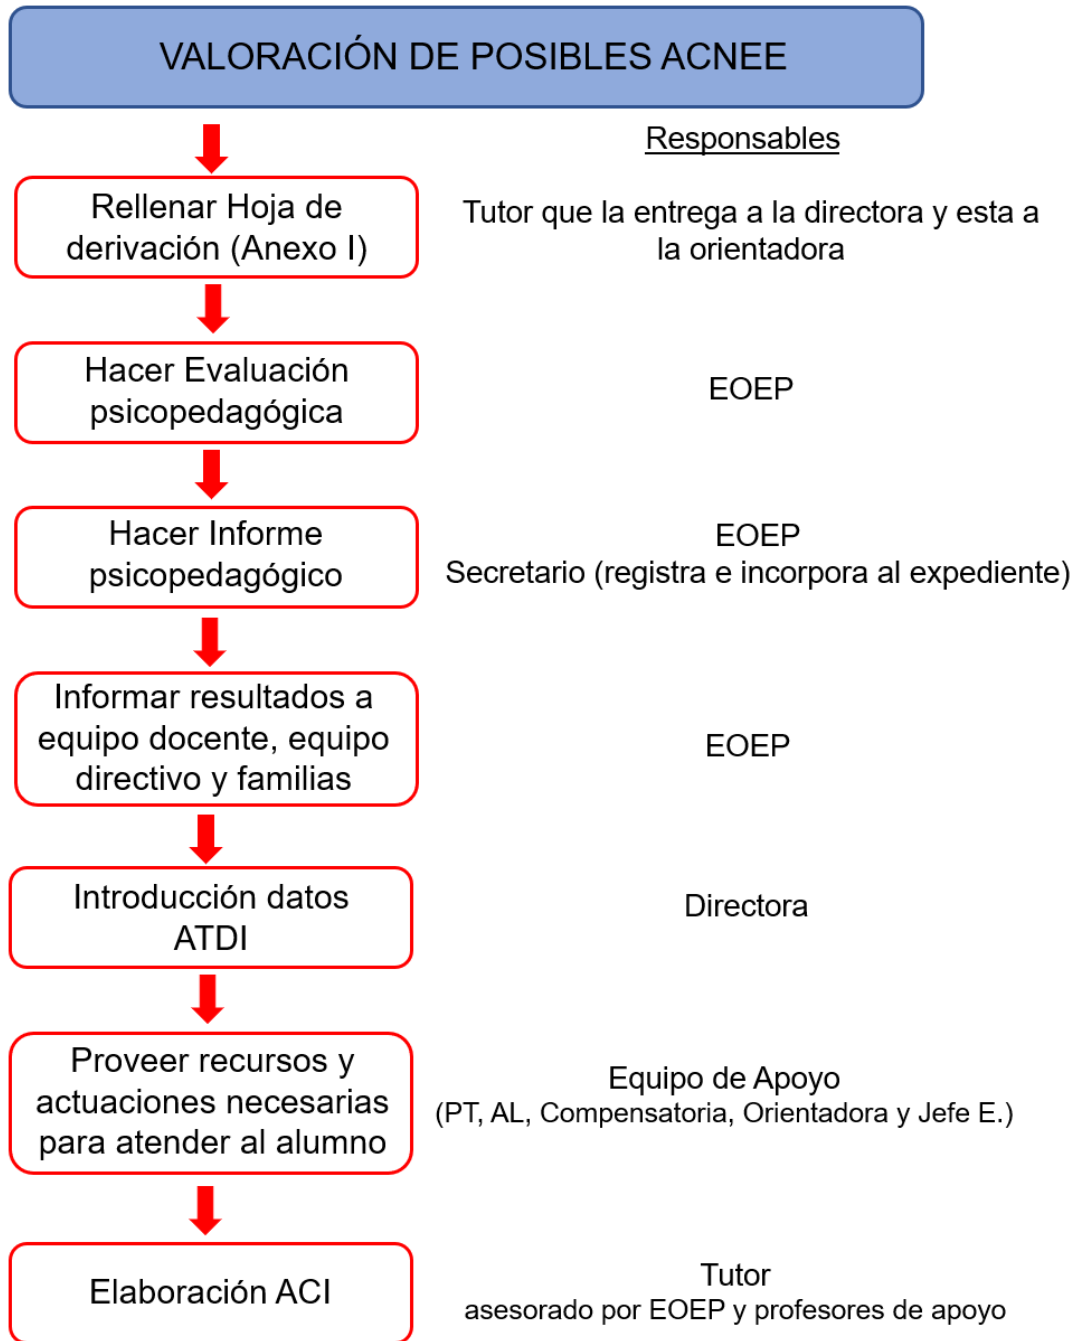 VALORACIÓN DE POSIBLES ACNEE
Responsables
Rellenar Hoja de
derivación (Anexo I)
Tutor que la entrega a la directora y esta a
la orientadora
Hacer Evaluación
psicopedagógica
EOEP
Hacer Informe
psicopedagógico
EOEP
Secretario (registra e incorpora al expediente)
Informar resultados a
equipo docente, equipo
directivo y familias
EOEP
Introducción datos
ATDI
Directora
Proveer recursos y
actuaciones necesarias
para atender al alumno
Equipo de Apoyo
(PT, AL, Compensatoria, Orientadora y Jefe E.)
Elaboración ACI
Tutor
asesorado por EOEP y profesores de apoyo